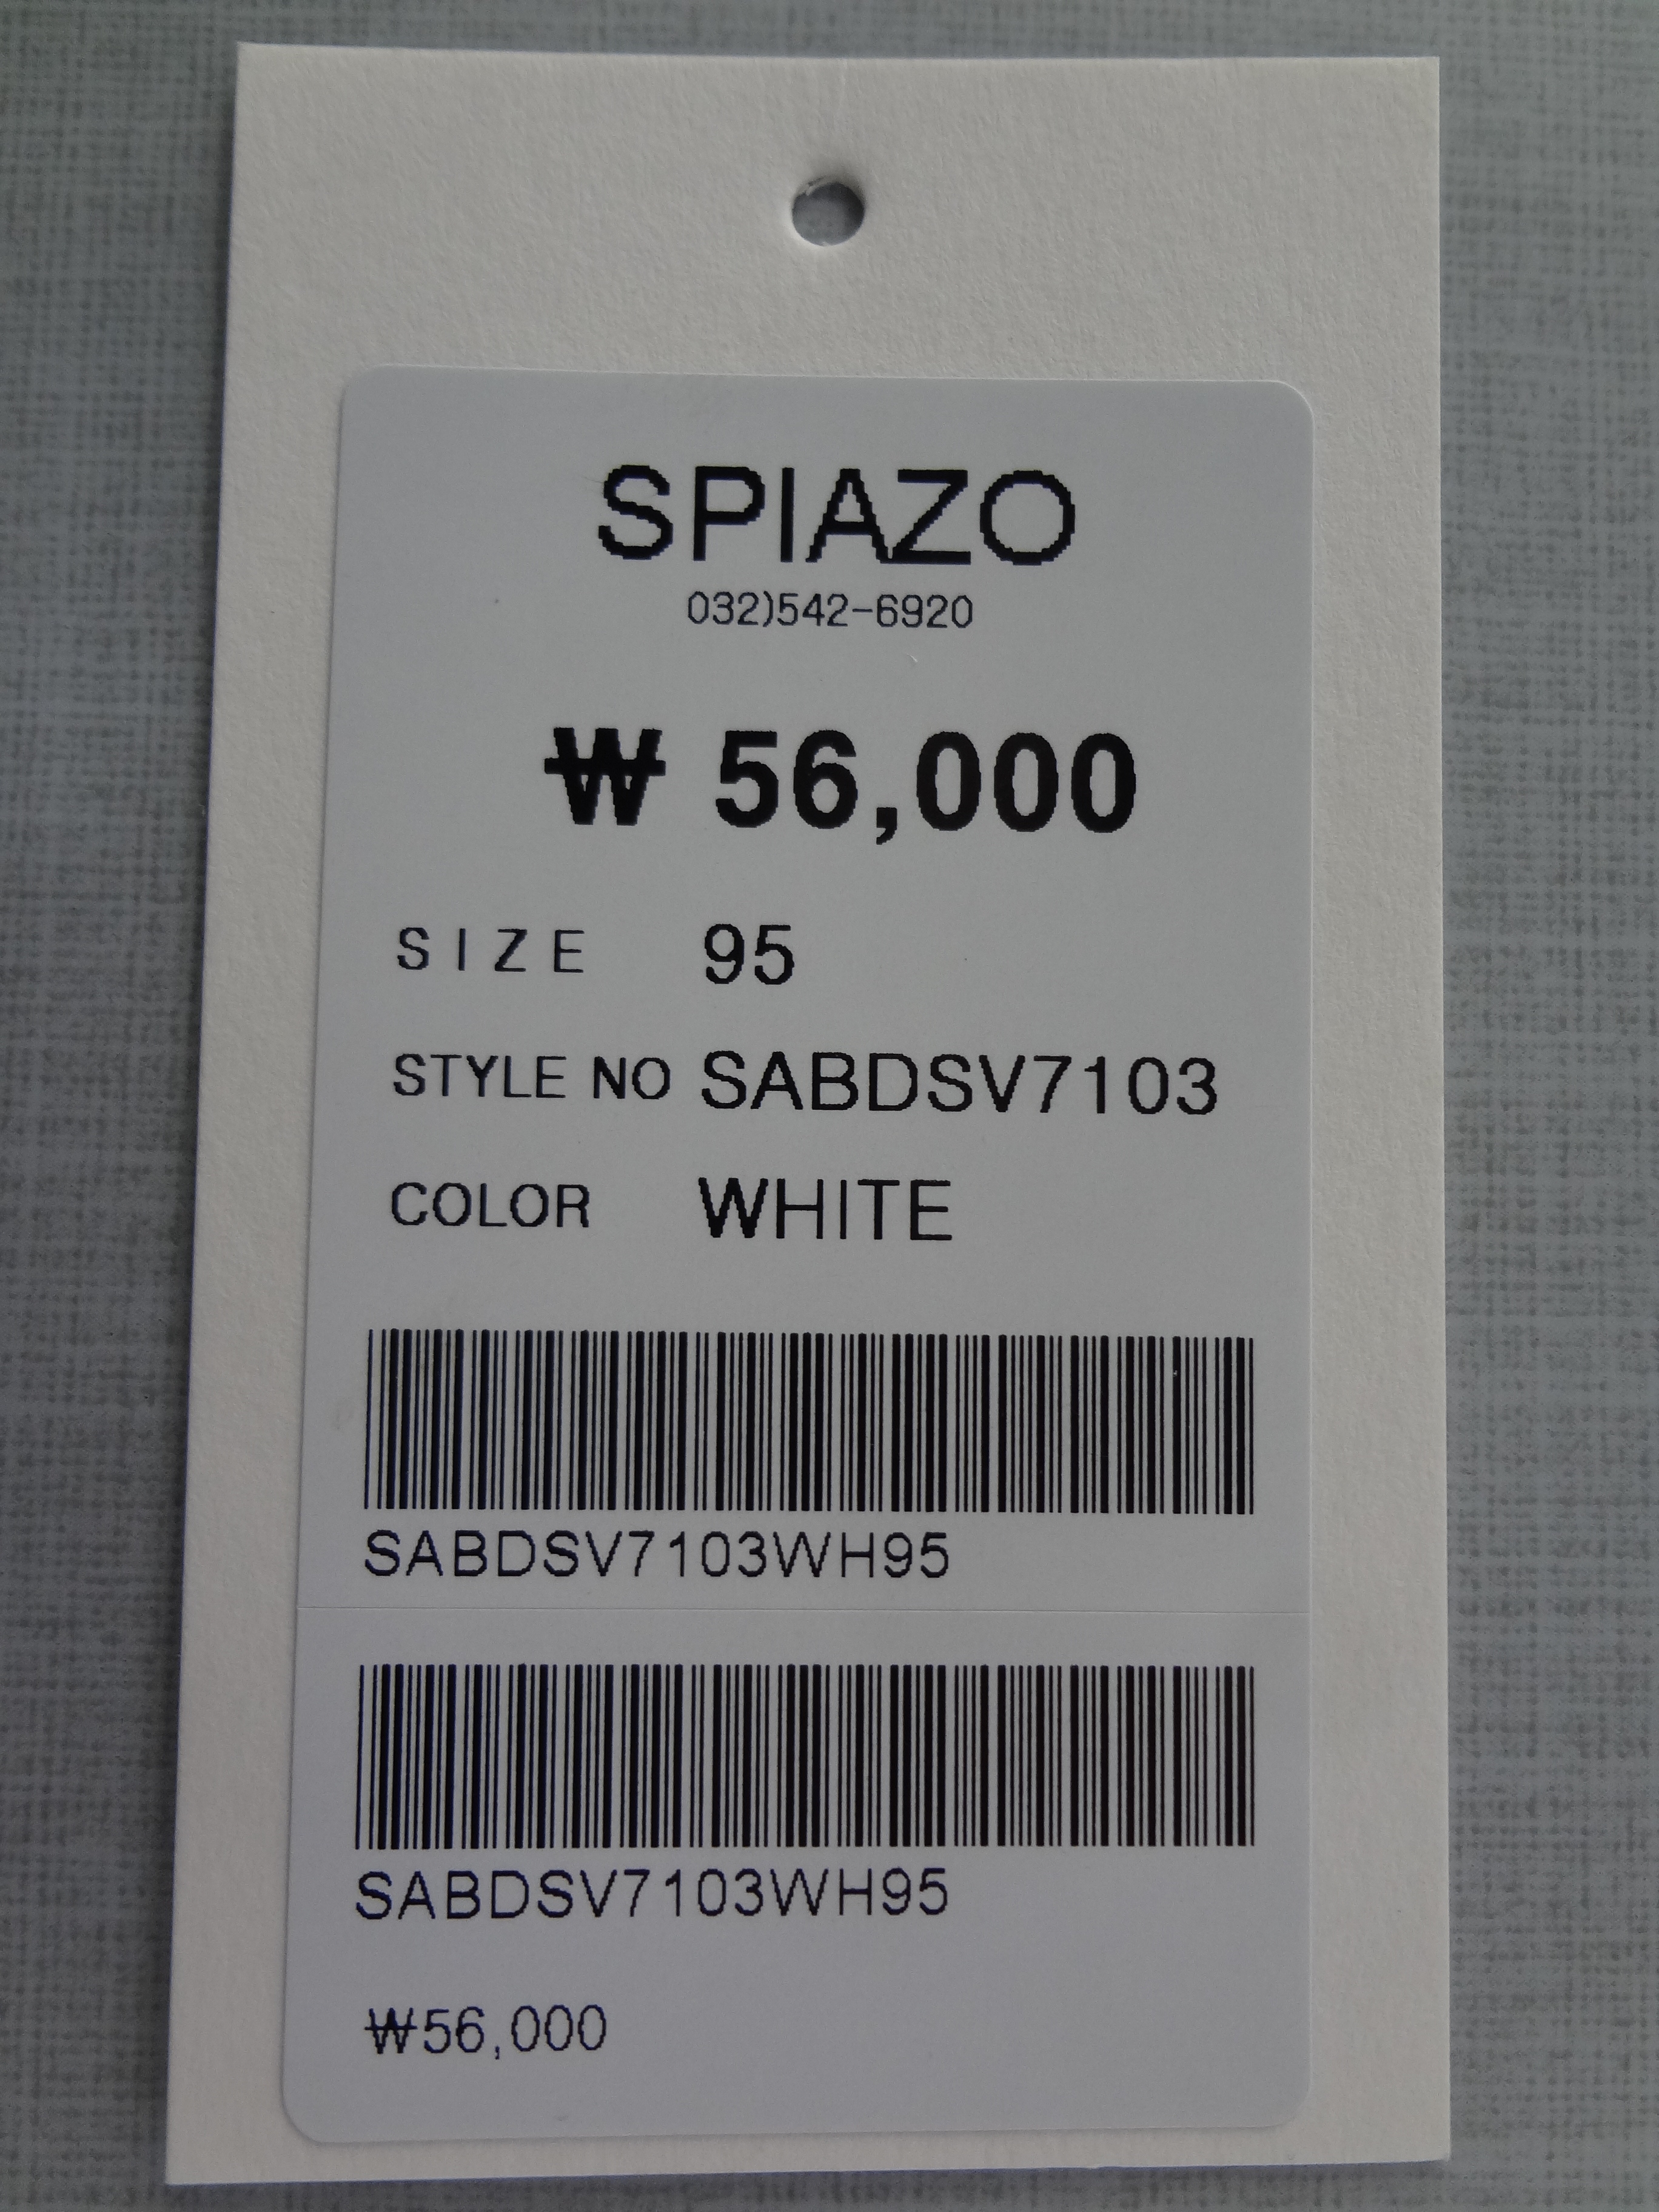 SPIAZO
032)542-6920
₩ 56,000
SIZE 95
STYLE NO SABDSV7103
COLOR WHITE
SABDSV7103WH95
SABDSV7103WH95
₩56,000